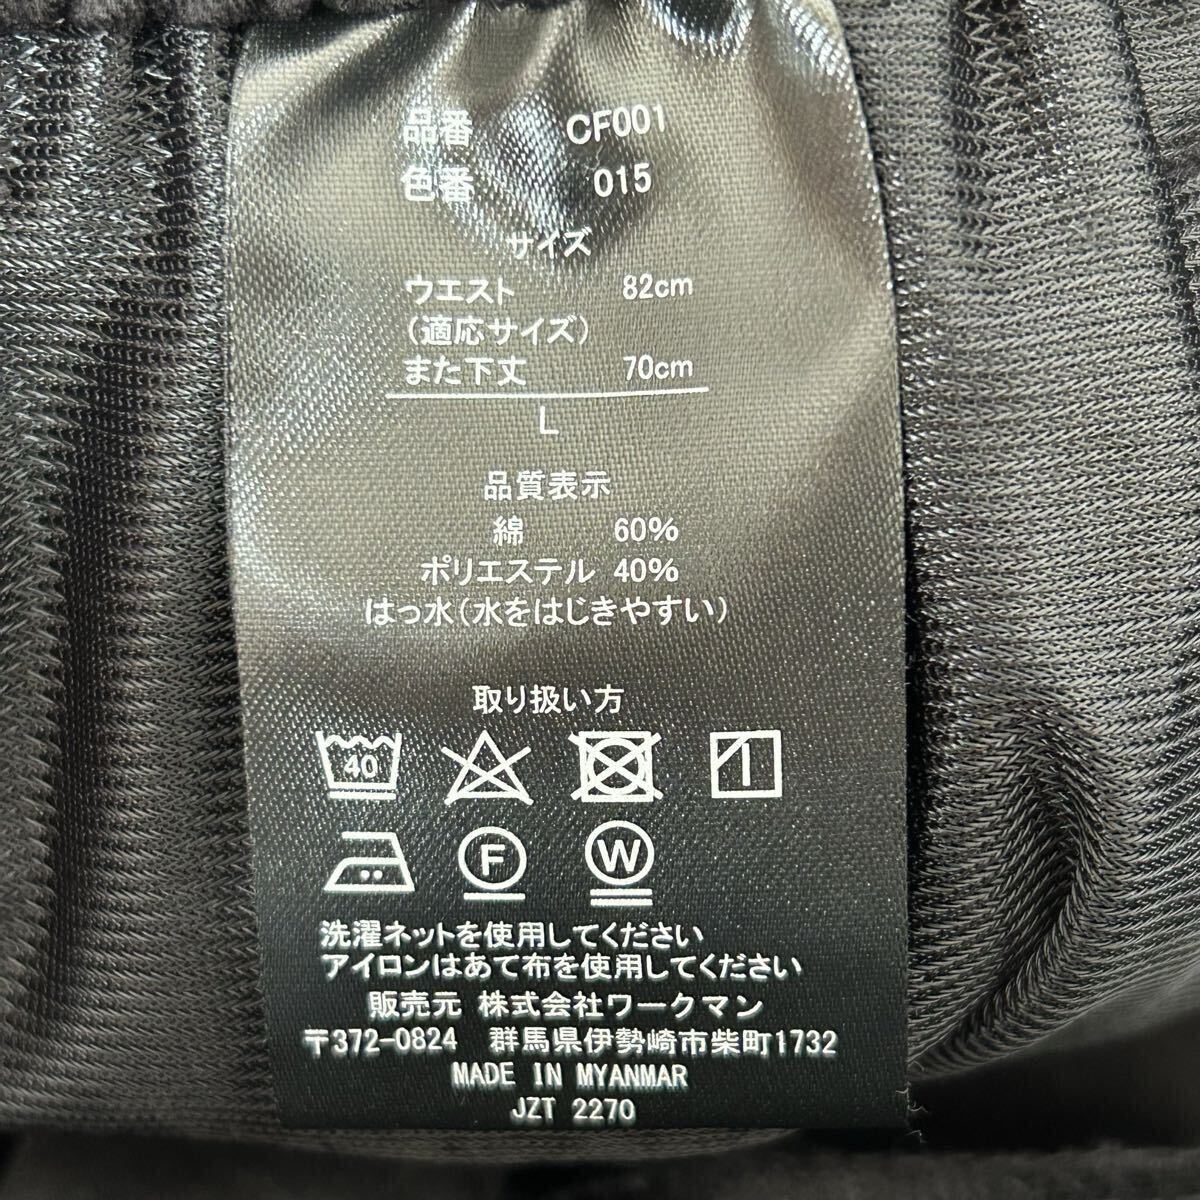 品番 CF001
色番 015
サイズ
ウエスト 82cm
(適応サイズ)
また下丈 70cm
L
品質表示
綿 60%
ポリエステル 40%
はっ水(水をはじきやすい)
取り扱い方
40
F W
洗濯ネットを使用してください
アイロンはあて布を使用してください
販売元 株式会社ワークマン
〒372-0824 群馬県伊勢崎市柴町1732
MADE IN MYANMAR
JZT 2270